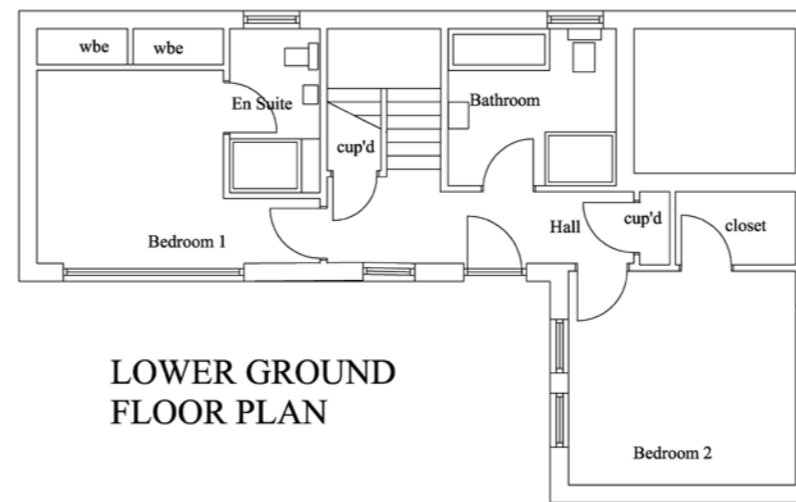 wbe
wbe
En Suite
Bathroom
cup'd
Bedroom 1
Hall
cup'd
closet
LOWER GROUND
FLOOR PLAN
Bedroom 2